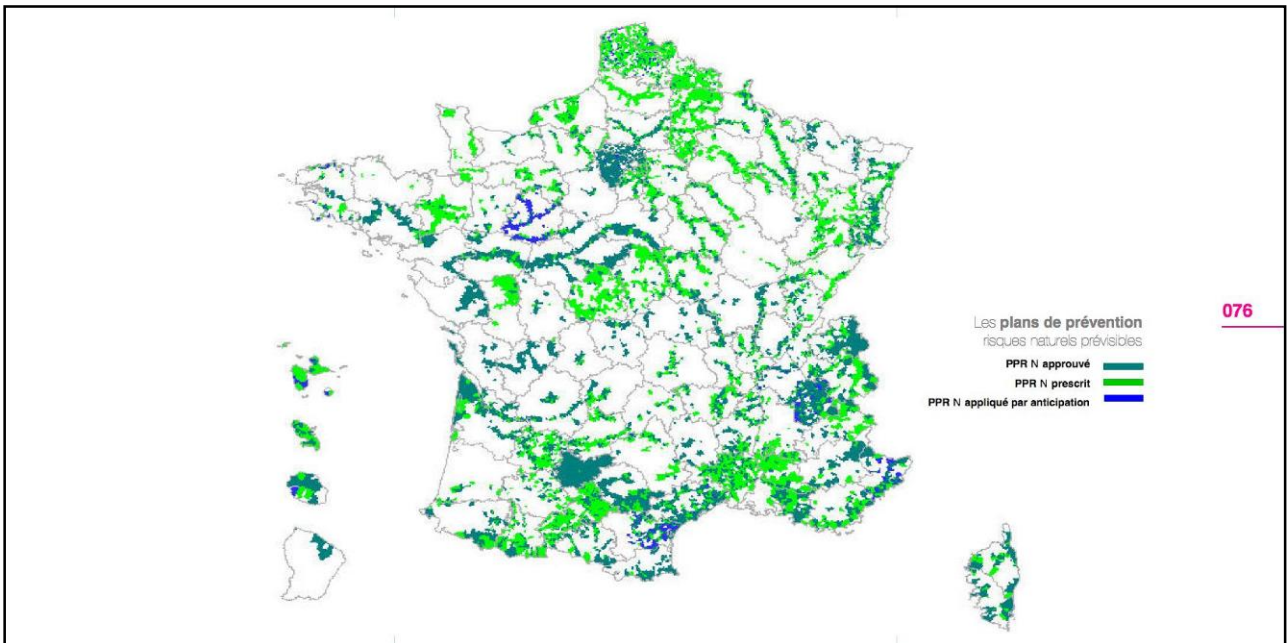 076
Les plans de prévention
risques naturels prévisibles
PPR N approuvé
PPR N prescrit
PPR N appliqué par anticipation